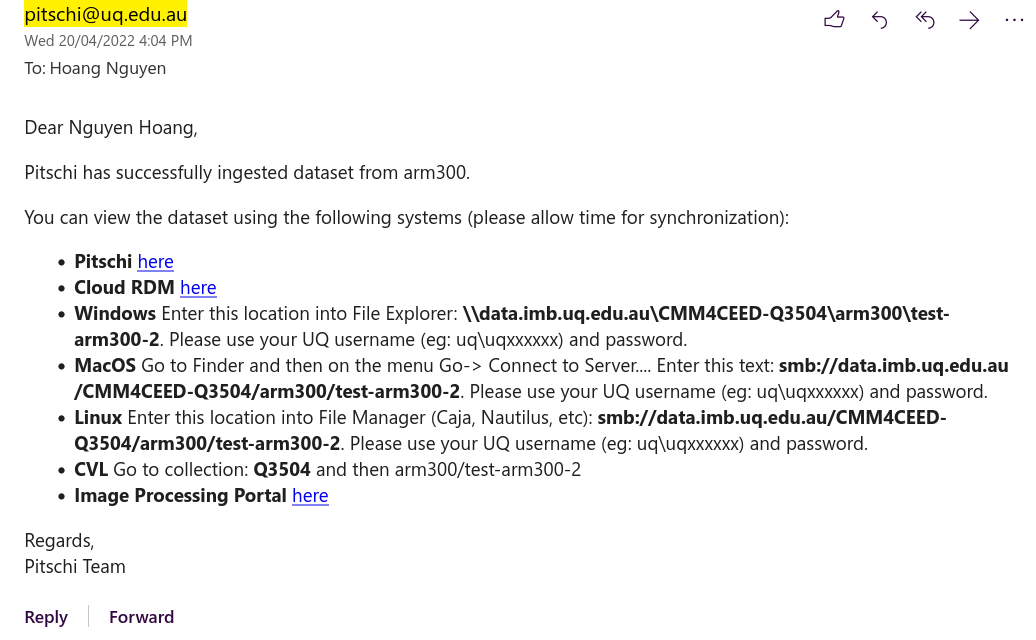 pitschi@uq.edu.au
Wed 20/04/2022 4:04 PM
To: Hoang Nguyen
Dear Nguyen Hoang,
Pitschi has successfully ingested dataset from arm300.
You can view the dataset using the following systems (please allow time for synchronization):
• Pitschi here
• Cloud RDM here
• Windows Enter this location into File Explorer: \\data.imb.uq.edu.au\CMM4CEED-Q3504\arm300\test-
arm300-2. Please use your UQ username (eg: uq\uqxxxxxx) and password.
• MacOS Go to Finder and then on the menu Go-> Connect to Server.... Enter this text: smb://data.imb.uq.edu.au
/CMM4CEED-Q3504/arm300/test-arm300-2. Please use your UQ username (eg: uq\uqxxxxxx) and password.
• Linux Enter this location into File Manager (Caja, Nautilus, etc): smb://data.imb.uq.edu.au/CMM4CEED-
Q3504/arm300/test-arm300-2. Please use your UQ username (eg: uq\uqxxxxxx) and password.
• CVL Go to collection: Q3504 and then arm300/test-arm300-2
• Image Processing Portal here
Regards,
Pitschi Team
Reply Forward